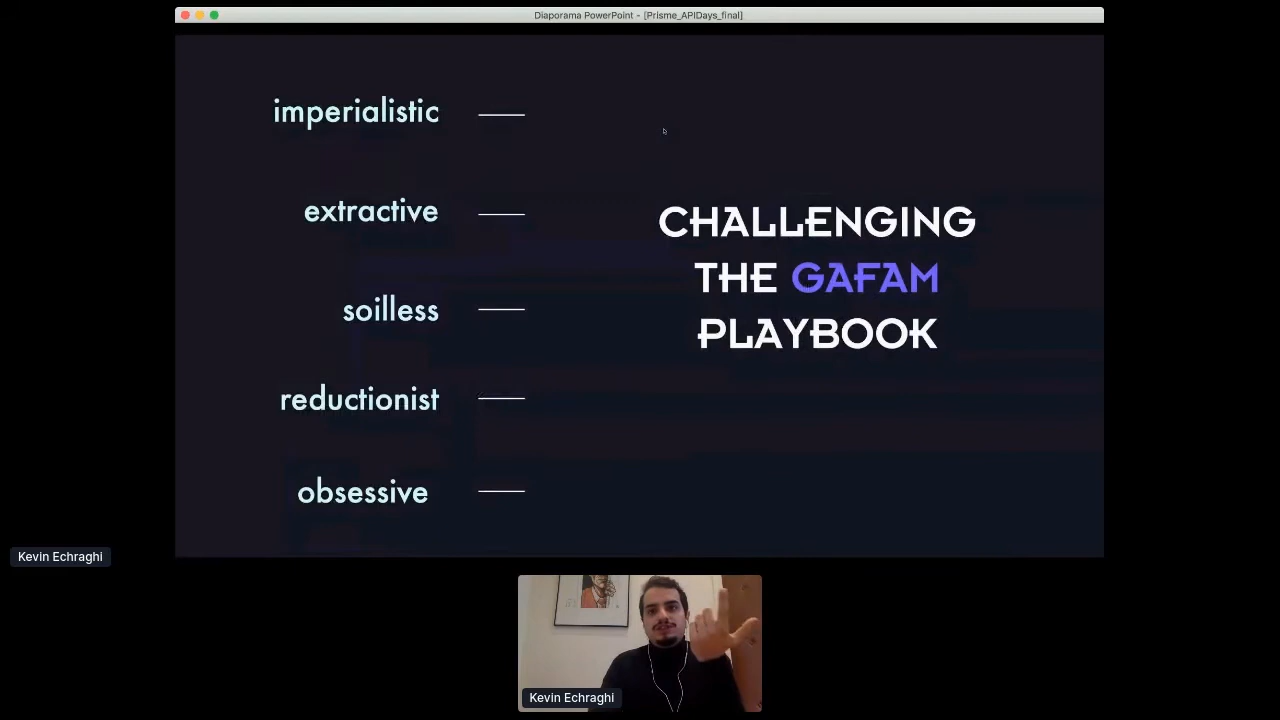 Diaporama PowerPoint - [Prisme_APIDays_final]
imperialistic
extractive
soilless
reductionist
obsessive
CHALLENGING
THE GAFAM
PLAYBOOK
Kevin Echraghi
Kevin Echraghi